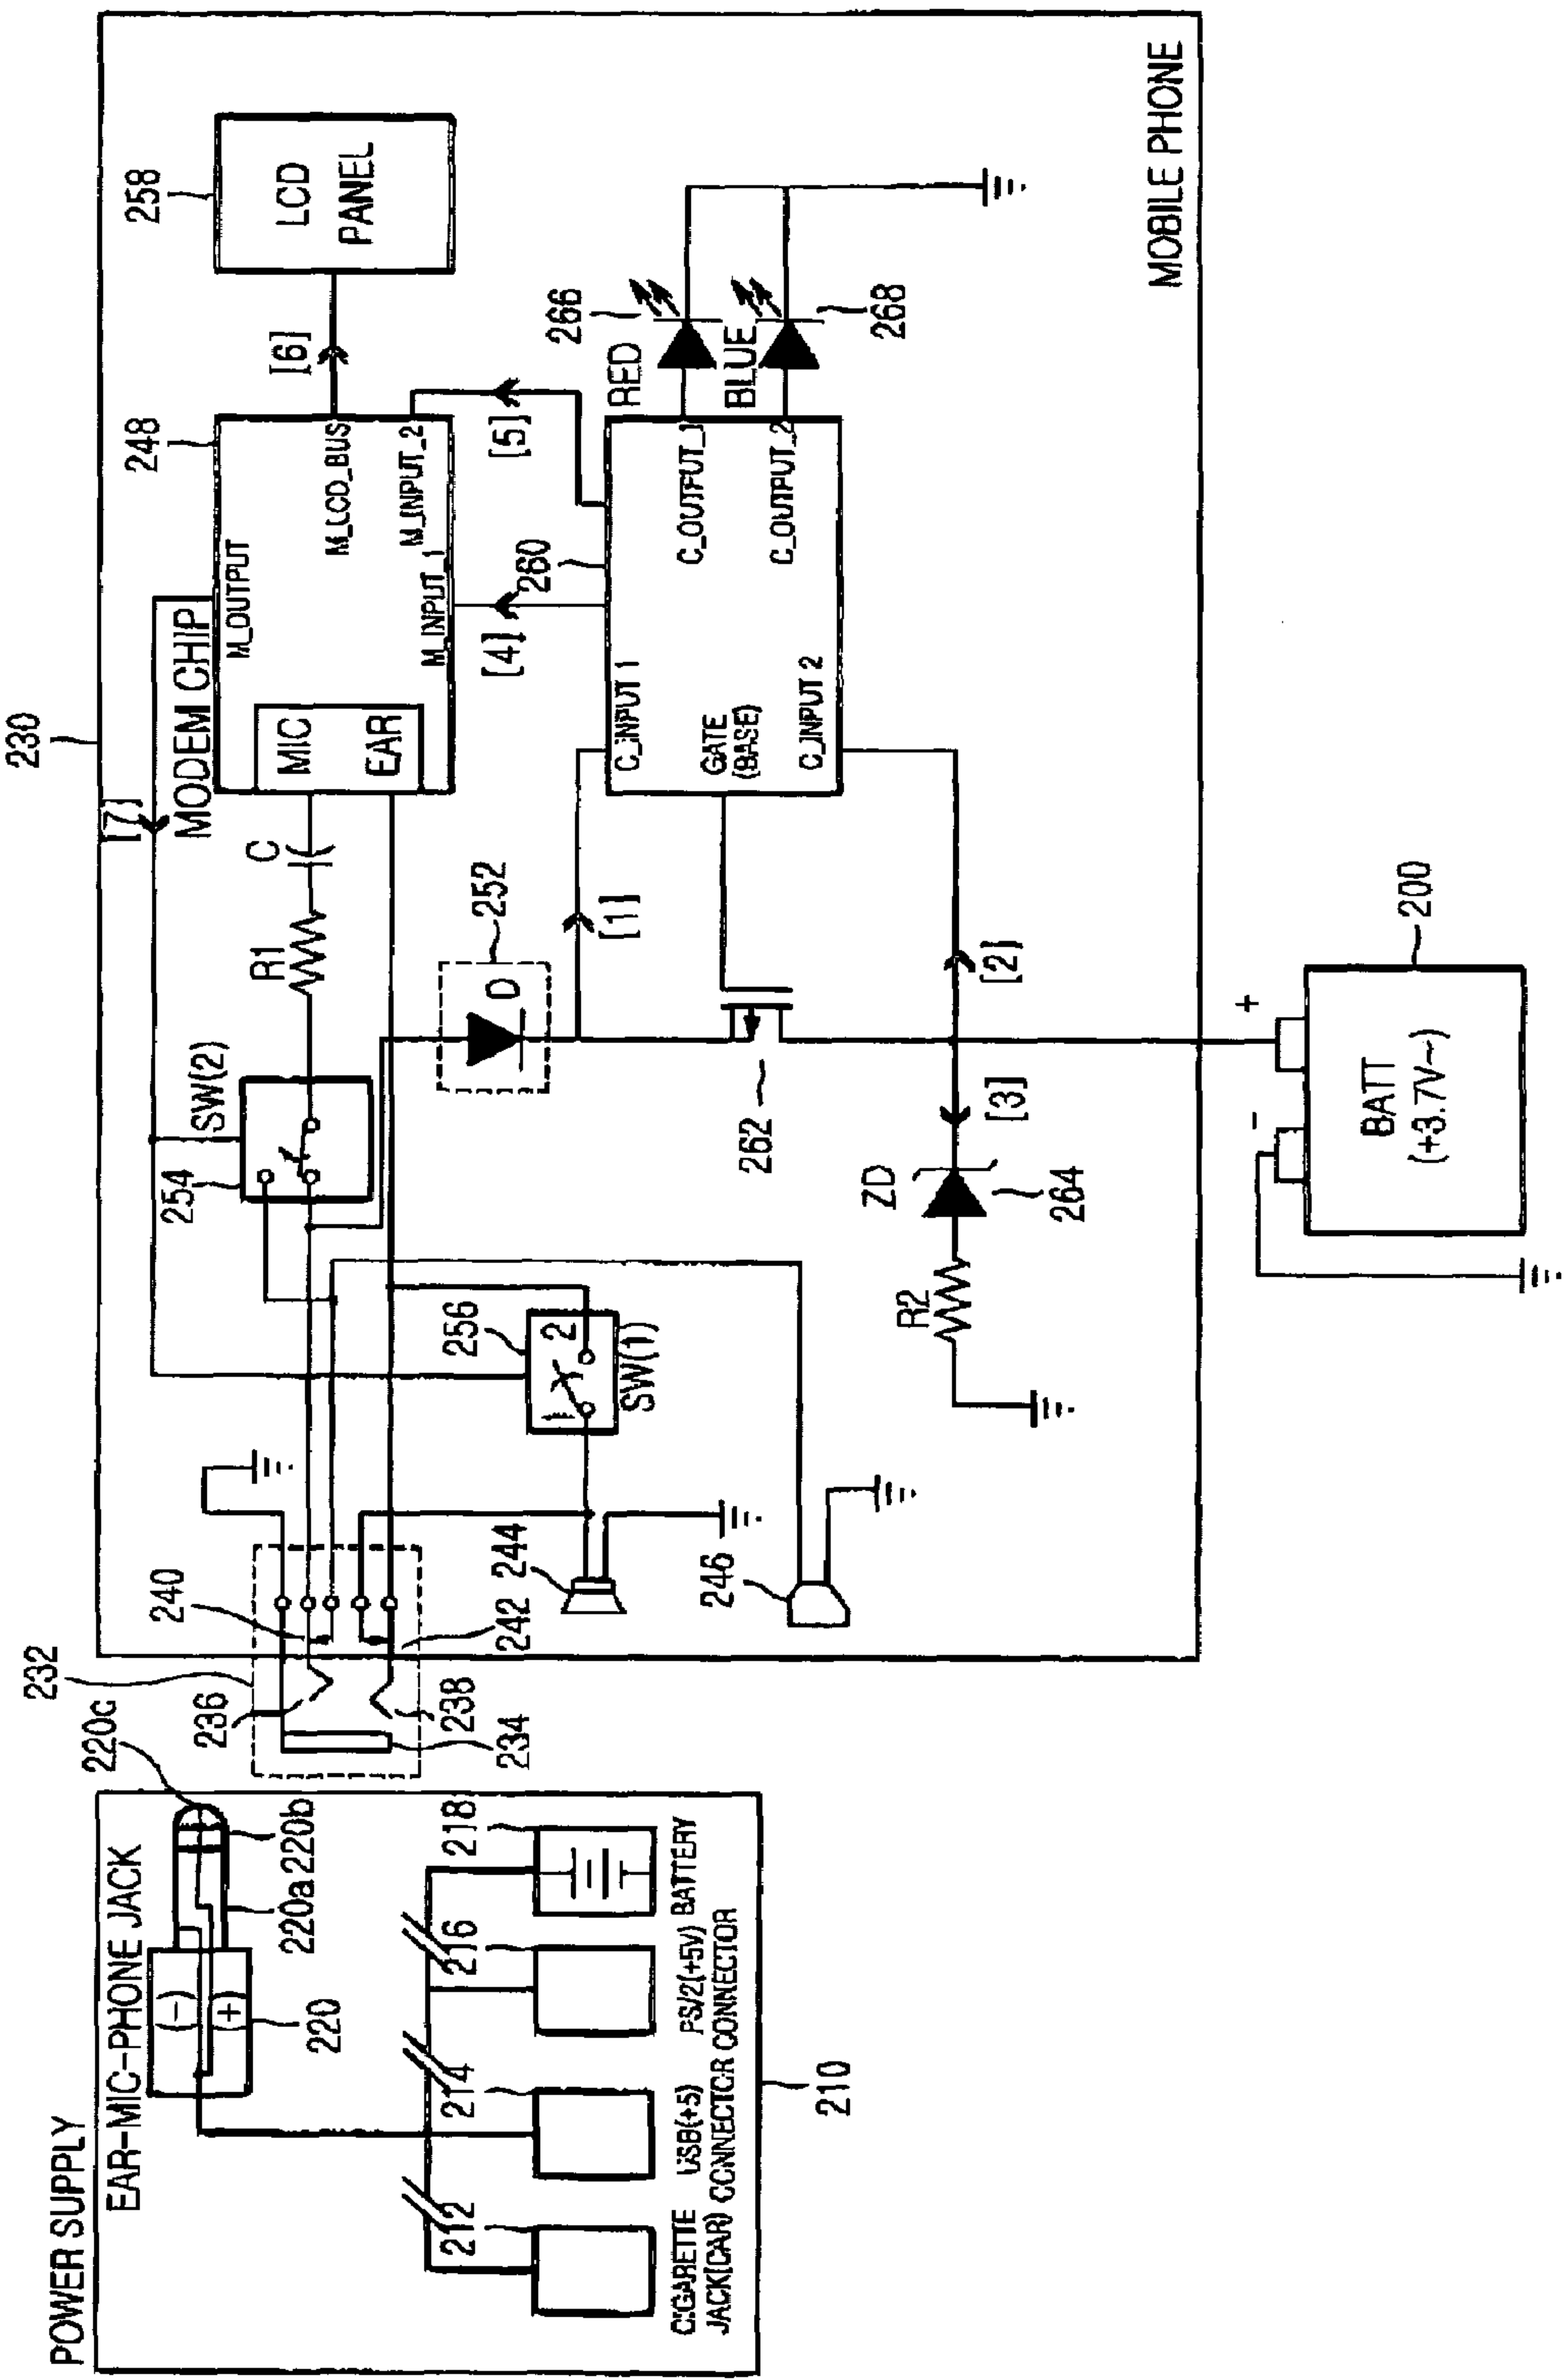 POWER SUPPLY
EAR-MIC-PHONE JACK
(-)
(+)
220
220a
220b
220c
212
214
216
218
CIGARETTE
JACK(CAR)
CONNECTOR
USB(+5)
CONNECTOR
PS/2(+5V)
CONNECTOR
BATTERY
210
230
232
236
240
238
242
234
244
246
254
SW(2)
R1
C
[7]
MODEM CHIP
MIC
EAR
M_OUTPUT
M_LCD_BUS
M_INPUT_2
M_INPUT_1
248
[6]
258
LCD
PANEL
256
1
2
SW(1)
252
D
[1]
[4]
[5]
260
C_INPUT 1
GATE
(BASE)
C_INPUT 2
C_OUTPUT_1
C_OUTPUT_2
RED
266
BLUE
268
262
[2]
[3]
ZD
264
R2
MOBILE PHONE
-
+
BATT
(+3.7V~)
200